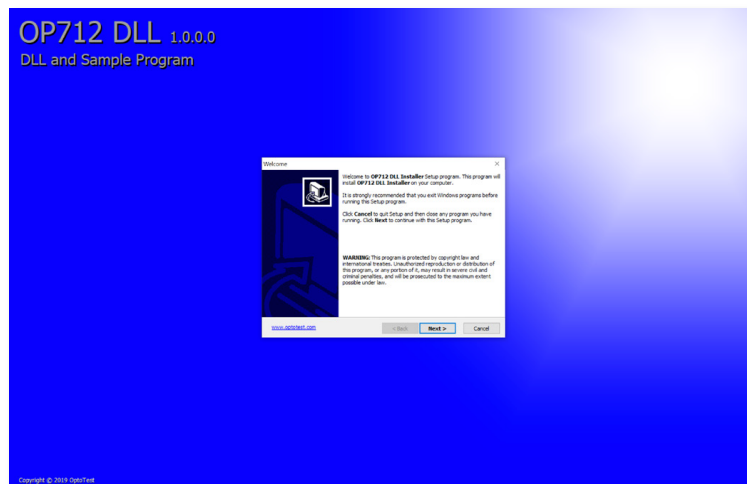 OP712 DLL 1.0.0.0
DLL and Sample Program
Welcome
Welcome to OP712 DLL Installer Setup program. This program will
install OP712 DLL Installer on your computer.
It is strongly recommended that you exit Windows programs before
running this Setup program.
Click Cancel to quit Setup and then close any program you have
running. Click Next to continue with the Setup program.
WARNING: This program is protected by copyright law and
international treaties. Unauthorized reproduction or distribution of
this program, or any portion of it, may result in severe civil and
criminal penalties, and will be prosecuted to the maximum extent
possible under law.
www.optotest.com
< Back
Next >
Cancel
Copyright © 2019 OptoTest